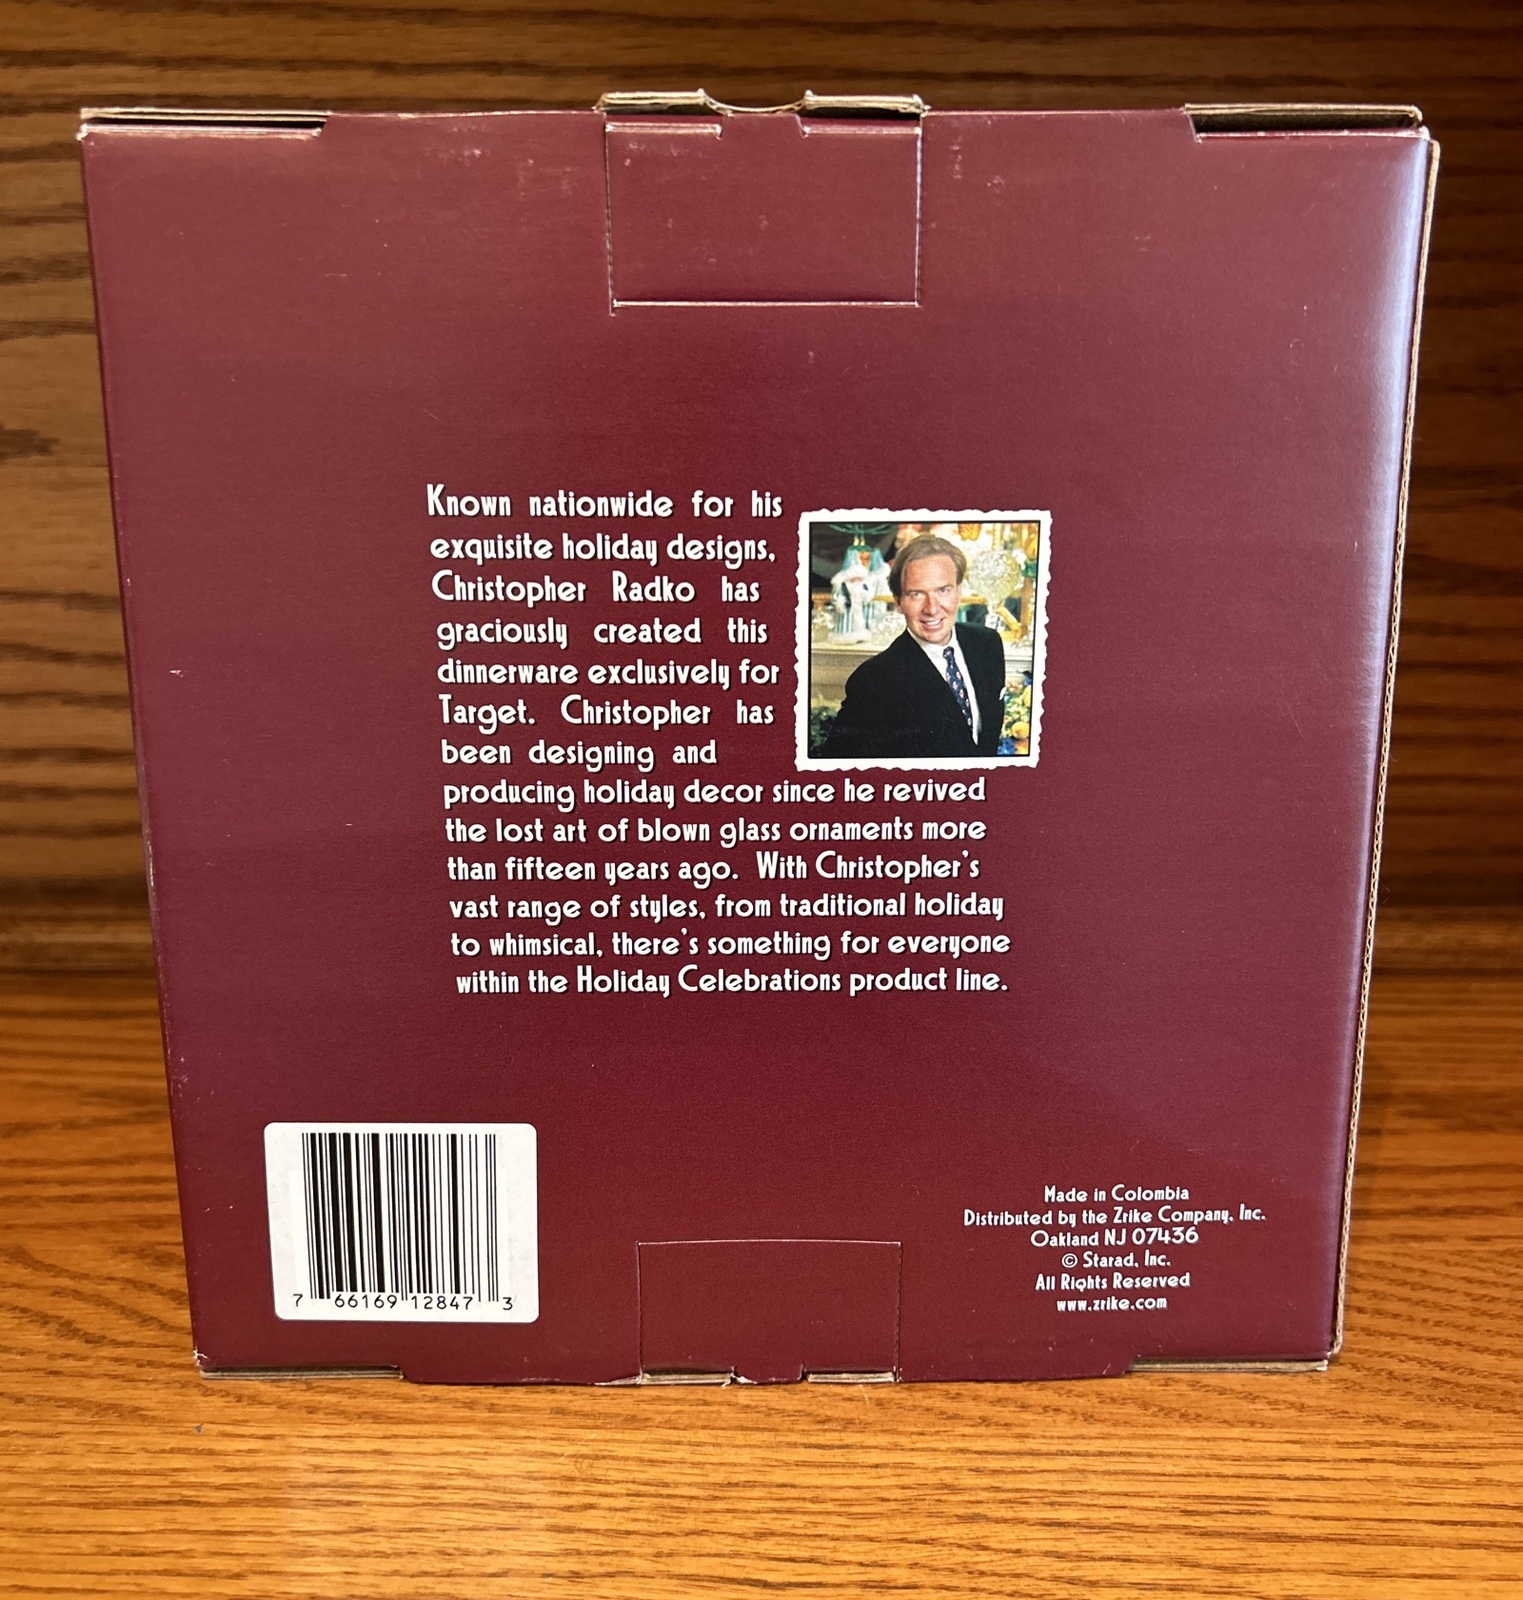 Known nationwide for his
exquisite holiday designs,
Christopher Radko has
graciously created this
dinnerware exclusively for
Target. Christopher has
been designing and
producing holiday decor since he revived
the lost art of blown glass ornaments more
than fifteen years ago. With Christopher's
vast range of styles, from traditional holiday
to whimsical, there's something for everyone
within the Holiday Celebrations product line.
7 66169 12847 3
Made in Colombia
Distributed by the Zrike Company, Inc.
Oakland NJ 07436
© Starad, Inc.
All Rights Reserved
www.zrike.com